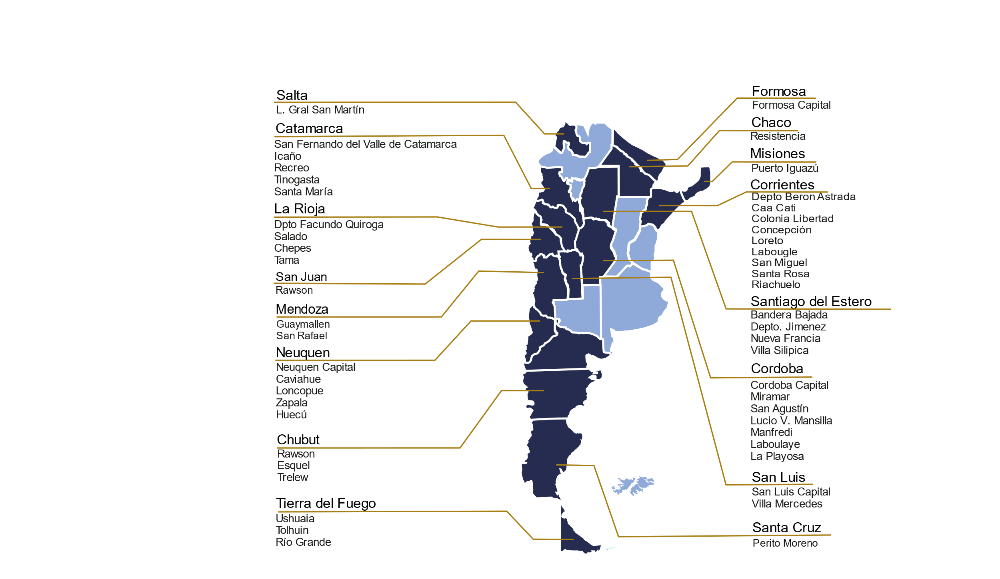 Salta
L. Gral San Martín
Catamarca
San Fernando del Valle de Catamarca
Icaño
Recreo
Tinogasta
Santa María
La Rioja
Dpto Facundo Quiroga
Salado
Chepes
Tama
San Juan
Rawson
Mendoza
Guaymallen
San Rafael
Neuquen
Neuquen Capital
Caviahue
Loncopue
Zapala
Huecú
Chubut
Rawson
Esquel
Trelew
Tierra del Fuego
Ushuaia
Tolhuin
Río Grande
Formosa
Formosa Capital
Chaco
Resistencia
Misiones
Puerto Iguazú
Corrientes
Depto Beron Astrada
Caa Cati
Colonia Libertad
Concepción
Loreto
Labougle
San Miguel
Santa Rosa
Riachuelo
Santiago del Estero
Bandera Bajada
Depto. Jimenez
Nueva Francia
Villa Silipica
Cordoba
Cordoba Capital
Miramar
San Agustín
Lucio V. Mansilla
Manfredi
Laboulaye
La Playosa
San Luis
San Luis Capital
Villa Mercedes
Santa Cruz
Perito Moreno